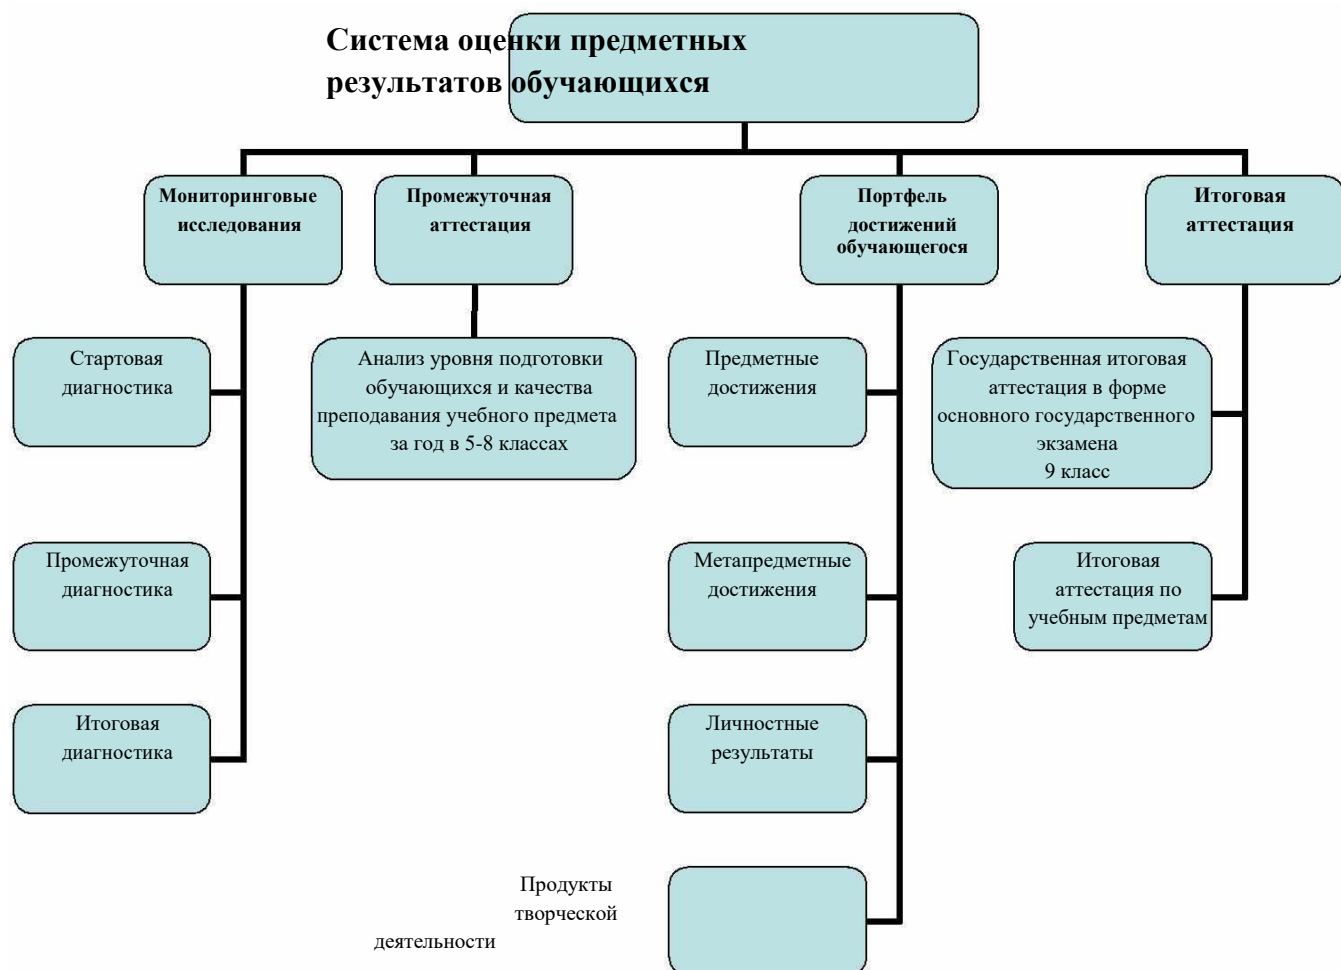 Система оценки предметных
результатов обучающихся
Мониторинговые
исследования
Промежуточная
аттестация
Портфель
достижений
обучающегося
Итоговая
аттестация
Стартовая
диагностика
Анализ уровня подготовки
обучающихся и качества
преподавания учебного предмета
за год в 5-8 классах
Предметные
достижения
Государственная итоговая
аттестация в форме
основного государственного
экзамена
9 класс
Промежуточная
диагностика
Метапредметные
достижения
Итоговая
аттестация по
учебным предметам
Итоговая
диагностика
Личностные
результаты
Продукты
творческой
деятельности